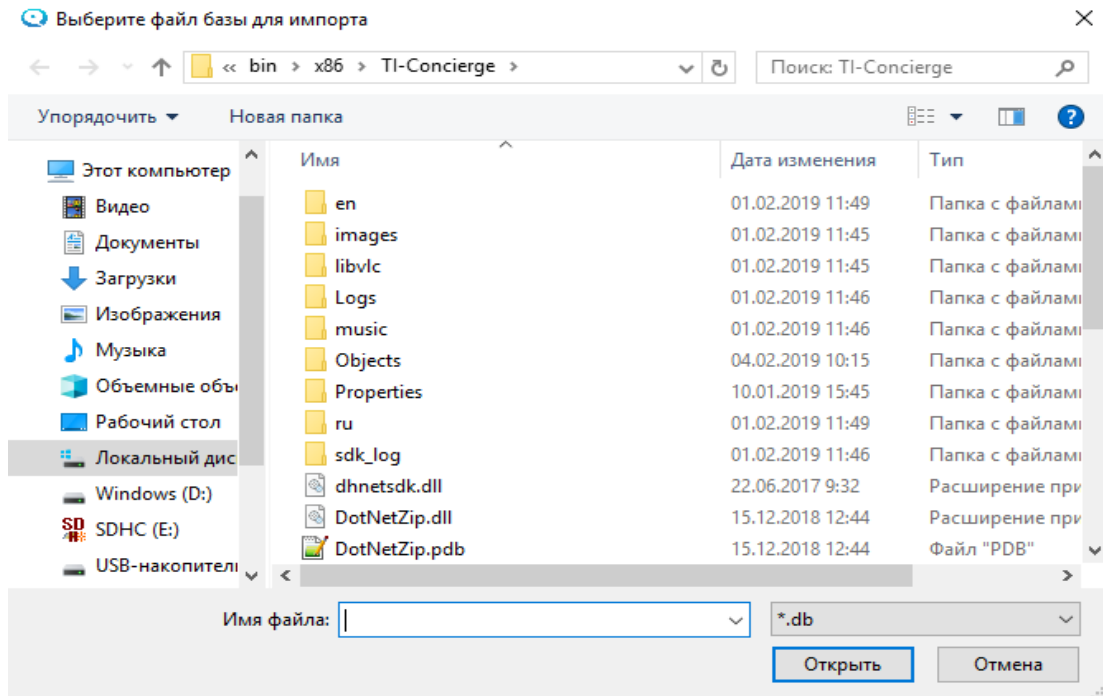 Выберите файл базы для импорта
« bin > x86 > TI-Concierge > Поиск: TI-Concierge
Упорядочить Новая папка
Этот компьютер
Видео
Документы
Загрузки
Изображения
Музыка
Объемные объ
Рабочий стол
Локальный дис
Windows (D:)
SDHC (E:)
USB-накопител
Имя Дата изменения Тип
en 01.02.2019 11:49 Папка с файлами
images 01.02.2019 11:45 Папка с файлами
libvlc 01.02.2019 11:45 Папка с файлами
Logs 01.02.2019 11:46 Папка с файлами
music 01.02.2019 11:46 Папка с файлами
Objects 04.02.2019 10:15 Папка с файлами
Properties 10.01.2019 15:45 Папка с файлами
ru 01.02.2019 11:49 Папка с файлами
sdk_log 01.02.2019 11:46 Папка с файлами
dhnetsdk.dll 22.06.2017 9:32 Расширение при
DotNetZip.dll 15.12.2018 12:44 Расширение при
DotNetZip.pdb 15.12.2018 12:44 Файл "PDB"
Имя файла: *.db
Открыть Отмена